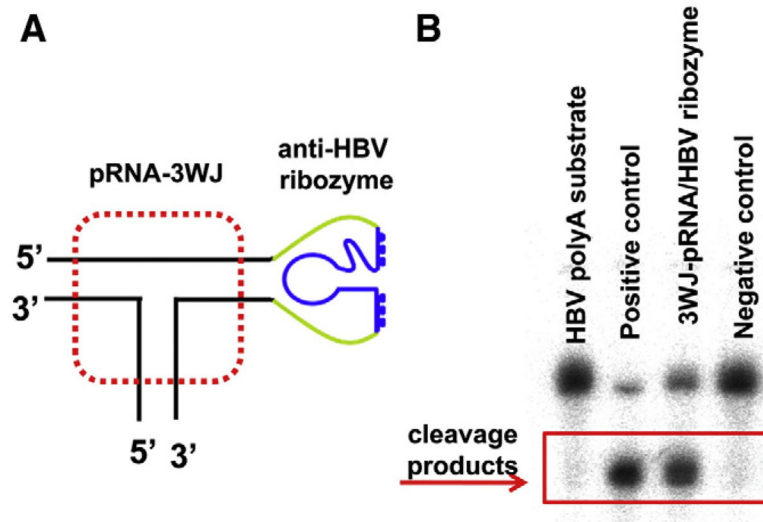 A
pRNA-3WJ
anti-HBV
ribozyme
5’
3’
5’ 3’
B
HBV polyA substrate
Positive control
3WJ-pRNA/HBV ribozyme
Negative control
cleavage
products